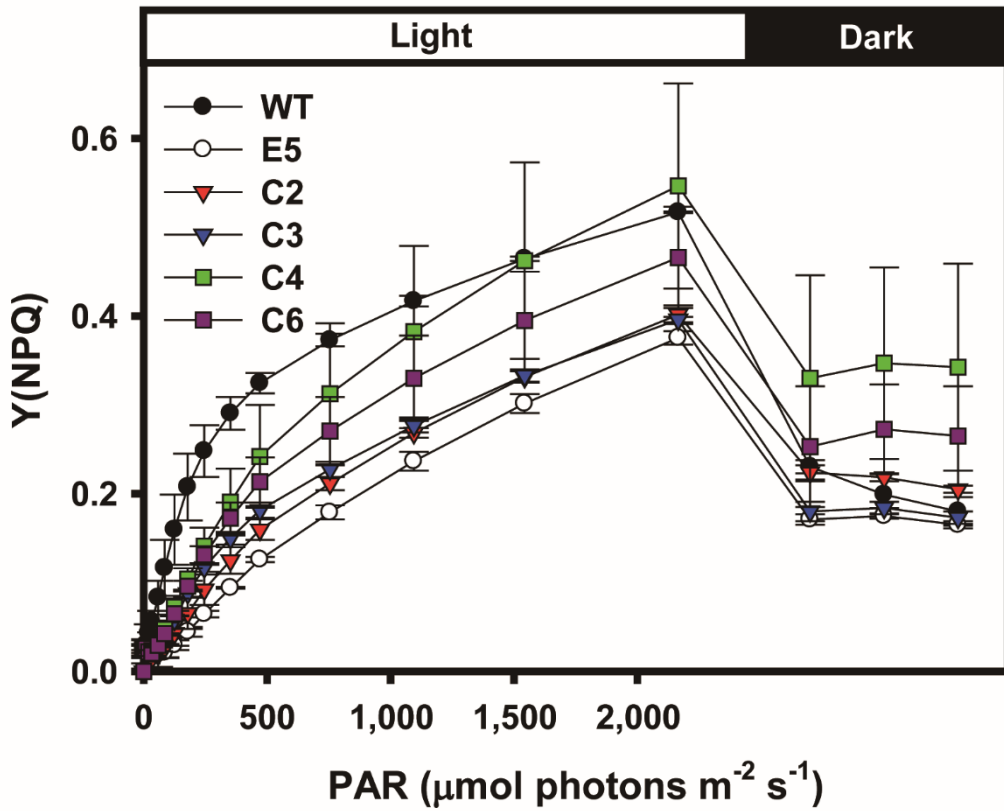 Light Dark
WT
E5
C2
C3
C4
C6
Y(NPQ)
0.6
0.4
0.2
0.0
0 500 1,000 1,500 2,000
PAR (μmol photons m⁻² s⁻¹)